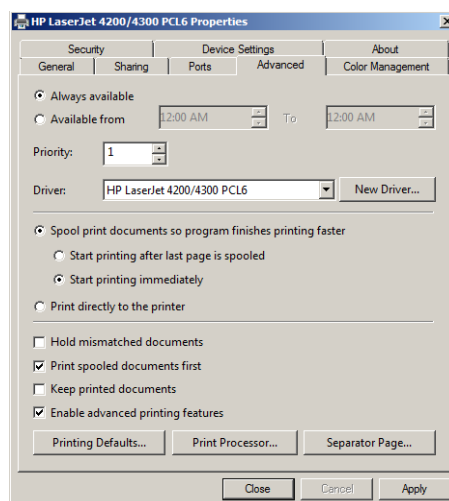 HP LaserJet 4200/4300 PCL6 Properties
Security Device Settings About
General Sharing Ports Advanced Color Management
Always available
Available from 12:00 AM To 12:00 AM
Priority: 1
Driver: HP LaserJet 4200/4300 PCL6 New Driver...
Spool print documents so program finishes printing faster
Start printing after last page is spooled
Start printing immediately
Print directly to the printer
Hold mismatched documents
Print spooled documents first
Keep printed documents
Enable advanced printing features
Printing Defaults... Print Processor... Separator Page...
Close Cancel Apply